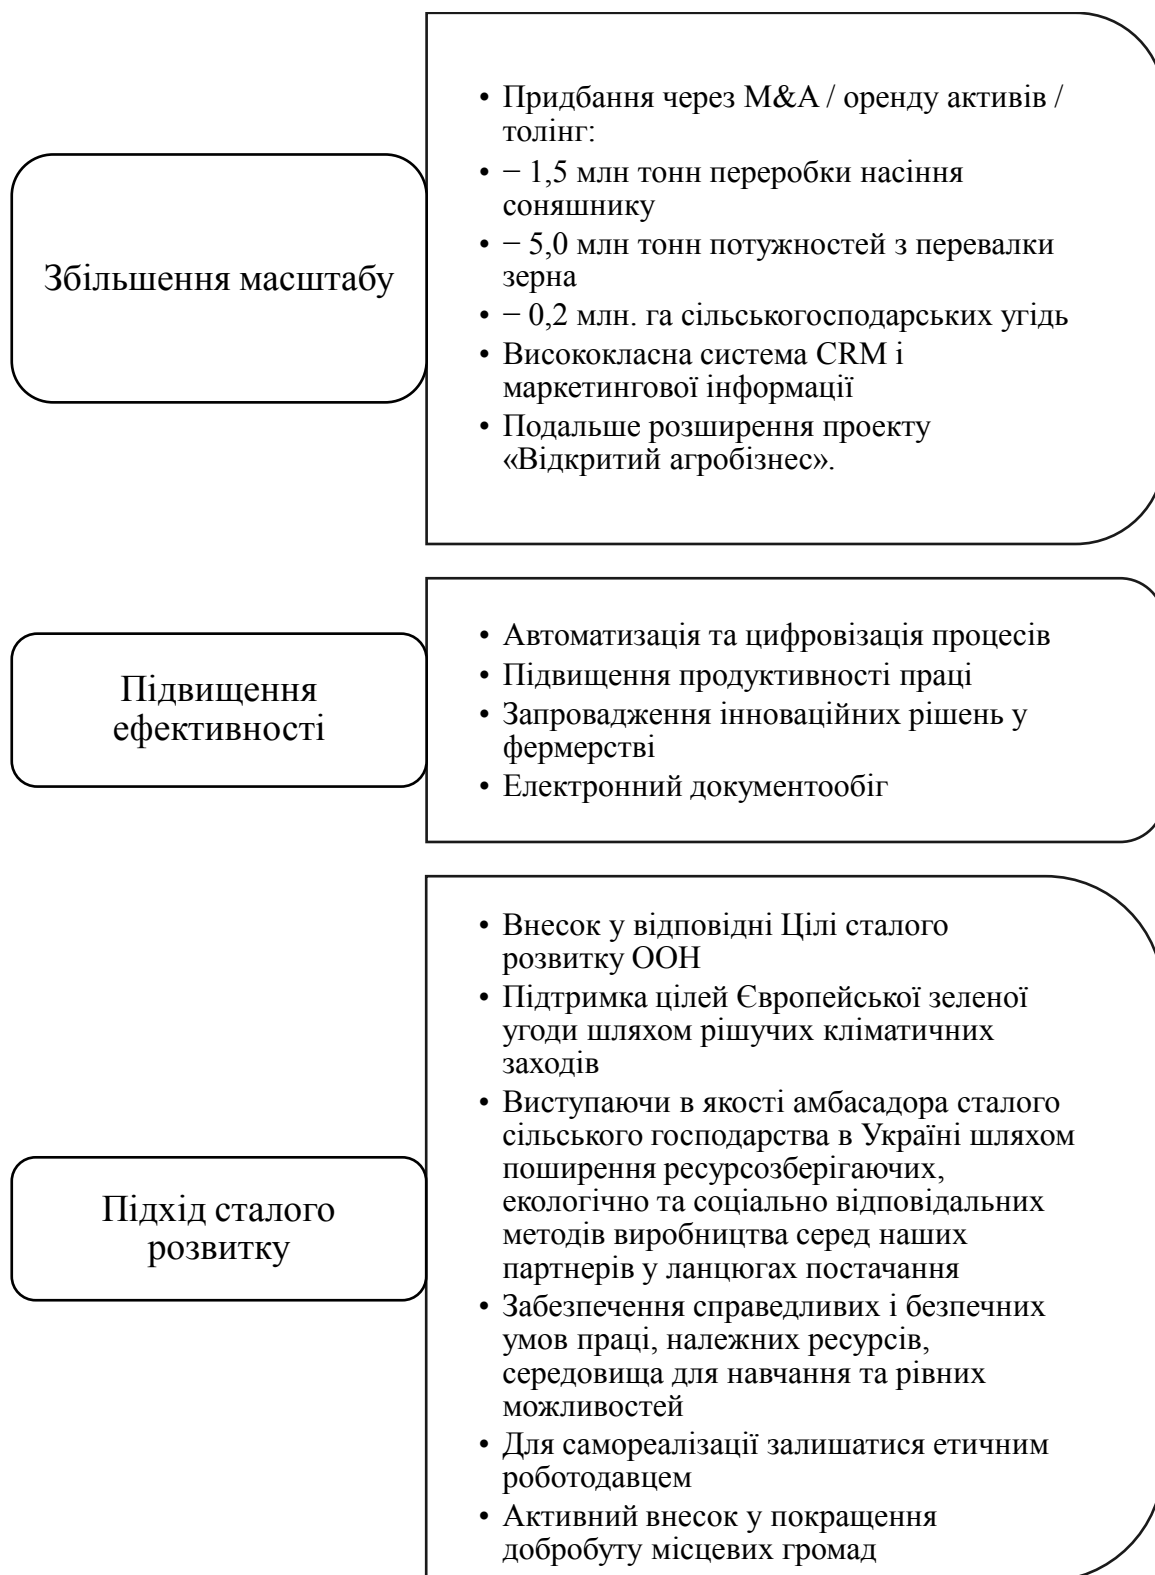 Збільшення масштабу
• Придбання через M&A / оренду активів /
толінг:
• − 1,5 млн тонн переробки насіння
соняшнику
• − 5,0 млн тонн потужностей з перевалки
зерна
• − 0,2 млн. га сільськогосподарських угідь
• Висококласна система CRM і
маркетингової інформації
• Подальше розширення проекту
«Відкритий агробізнес».
Підвищення
ефективності
• Автоматизація та цифровізація процесів
• Підвищення продуктивності праці
• Запровадження інноваційних рішень у
фермерстві
• Електронний документообіг
Підхід сталого
розвитку
• Внесок у відповідні Цілі сталого
розвитку ООН
• Підтримка цілей Європейської зеленої
угоди шляхом рішучих кліматичних
заходів
• Виступаючи в якості амбасадора сталого
сільського господарства в Україні шляхом
поширення ресурсозберігаючих,
екологічно та соціально відповідальних
методів виробництва серед наших
партнерів у ланцюгах постачання
• Забезпечення справедливих і безпечних
умов праці, належних ресурсів,
середовища для навчання та рівних
можливостей
• Для самореалізації залишатися етичним
роботодавцем
• Активний внесок у покращення
добробуту місцевих громад